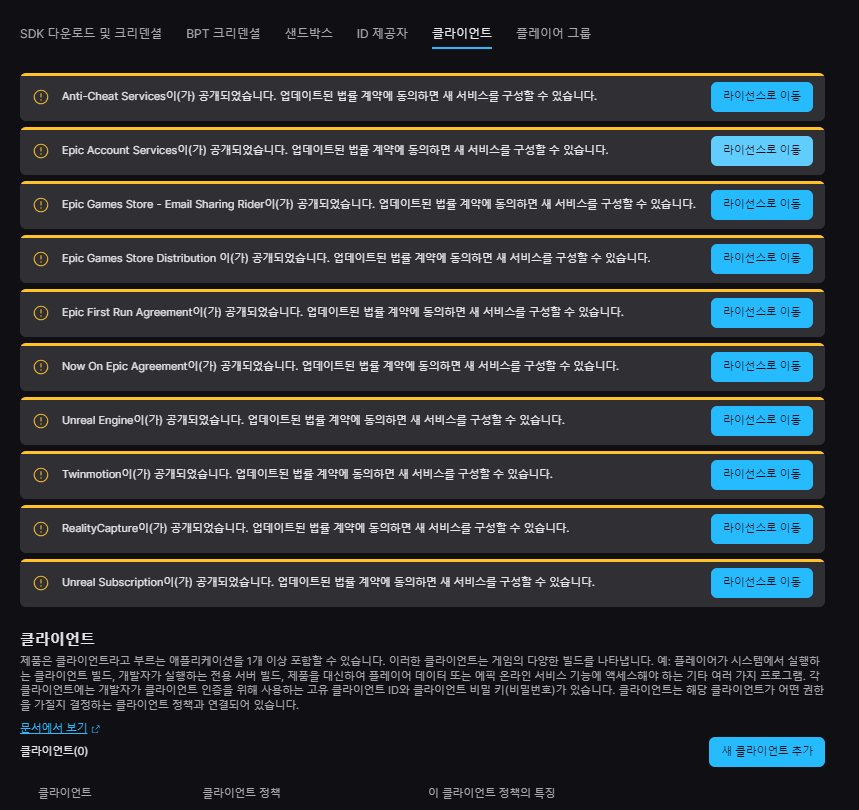 SDK 다운로드 및 크리덴셜 BPT 크리덴셜 샌드박스 ID 제공자 클라이언트 플레이어 그룹
Anti-Cheat Services이(가) 공개되었습니다. 업데이트된 법률 계약에 동의하면 새 서비스를 구성할 수 있습니다. 라이선스로 이동
Epic Account Services이(가) 공개되었습니다. 업데이트된 법률 계약에 동의하면 새 서비스를 구성할 수 있습니다. 라이선스로 이동
Epic Games Store - Email Sharing Rider이(가) 공개되었습니다. 업데이트된 법률 계약에 동의하면 새 서비스를 구성할 수 있습니다. 라이선스로 이동
Epic Games Store Distribution 이(가) 공개되었습니다. 업데이트된 법률 계약에 동의하면 새 서비스를 구성할 수 있습니다. 라이선스로 이동
Epic First Run Agreement이(가) 공개되었습니다. 업데이트된 법률 계약에 동의하면 새 서비스를 구성할 수 있습니다. 라이선스로 이동
Now On Epic Agreement이(가) 공개되었습니다. 업데이트된 법률 계약에 동의하면 새 서비스를 구성할 수 있습니다. 라이선스로 이동
Unreal Engine이(가) 공개되었습니다. 업데이트된 법률 계약에 동의하면 새 서비스를 구성할 수 있습니다. 라이선스로 이동
Twinmotion이(가) 공개되었습니다. 업데이트된 법률 계약에 동의하면 새 서비스를 구성할 수 있습니다. 라이선스로 이동
RealityCapture이(가) 공개되었습니다. 업데이트된 법률 계약에 동의하면 새 서비스를 구성할 수 있습니다. 라이선스로 이동
Unreal Subscription이(가) 공개되었습니다. 업데이트된 법률 계약에 동의하면 새 서비스를 구성할 수 있습니다. 라이선스로 이동
클라이언트
제품은 클라이언트라고 부르는 애플리케이션을 1개 이상 포함할 수 있습니다. 이러한 클라이언트는 게임의 다양한 빌드를 나타냅니다. 예: 플레이어가 시스템에서 실행하
는 클라이언트 빌드, 개발자가 실행하는 전용 서버 빌드, 제품을 대신하여 플레이어 데이터 또는 에픽 온라인 서비스 기능에 액세스해야 하는 기타 여러 가지 프로그램. 각
클라이언트에는 개발자가 클라이언트 인증을 위해 사용하는 고유 클라이언트 ID와 클라이언트 비밀 키(비밀번호)가 있습니다. 클라이언트는 해당 클라이언트가 어떤 권한
을 가질지 결정하는 클라이언트 정책과 연결되어 있습니다.
문서에서 보기
클라이언트(0) 새 클라이언트 추가
클라이언트 클라이언트 정책 이 클라이언트 정책의 특징